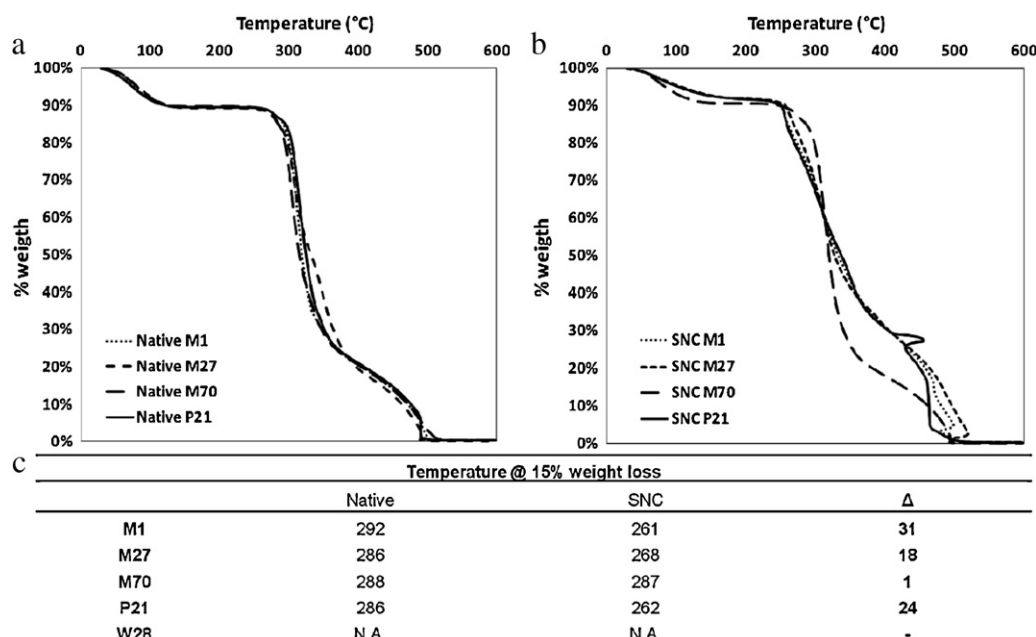 a
Temperature (°C)
0 100 200 300 400 500 600
100%
90%
80%
70%
60%
50%
40%
30%
20%
10%
0%
% weigth
Native M1
Native M27
Native M70
Native P21
b
Temperature (°C)
0 100 200 300 400 500 600
100%
90%
80%
70%
60%
50%
40%
30%
20%
10%
0%
% weigth
SNC M1
SNC M27
SNC M70
SNC P21
c
Temperature @ 15% weight loss
Native SNC Δ
M1 292 261 31
M27 286 268 18
M70 288 287 1
P21 286 262 24
W28 N.A. N.A. -